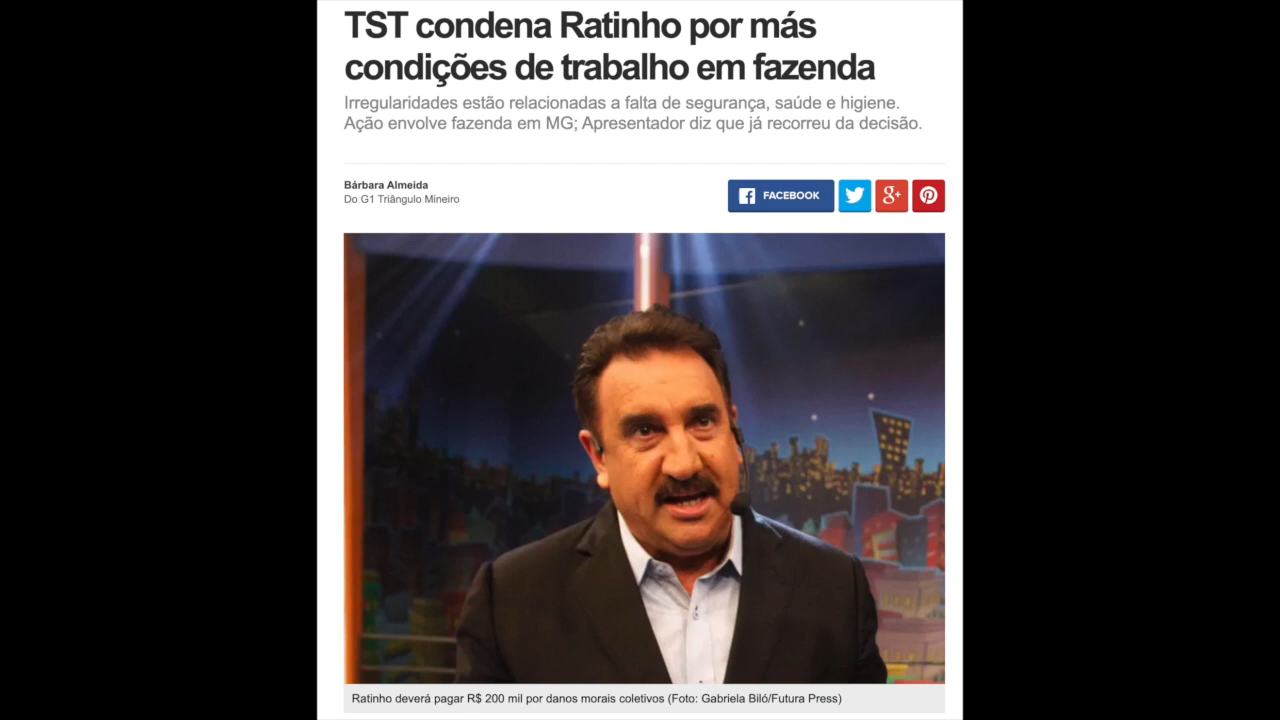 TST condena Ratinho por más
condições de trabalho em fazenda
Irregularidades estão relacionadas a falta de segurança, saúde e higiene.
Ação envolve fazenda em MG; Apresentador diz que já recorreu da decisão.
Bárbara Almeida
Do G1 Triângulo Mineiro
FACEBOOK
g+
Ratinho deverá pagar R$ 200 mil por danos morais coletivos (Foto: Gabriela Biló/Futura Press)